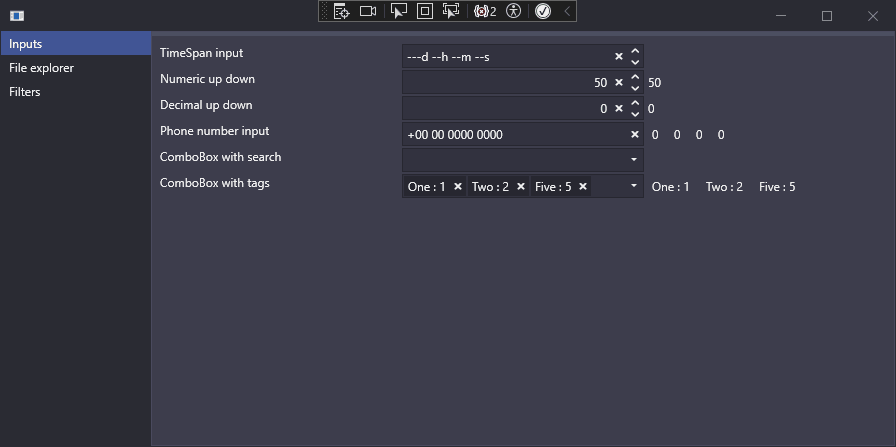 2
Inputs
File explorer
Filters
TimeSpan input ---d --h --m --s
Numeric up down 50 50
Decimal up down 0 0
Phone number input +00 00 0000 0000 0 0 0 0
ComboBox with search
ComboBox with tags One : 1 Two : 2 Five : 5 One : 1 Two : 2 Five : 5